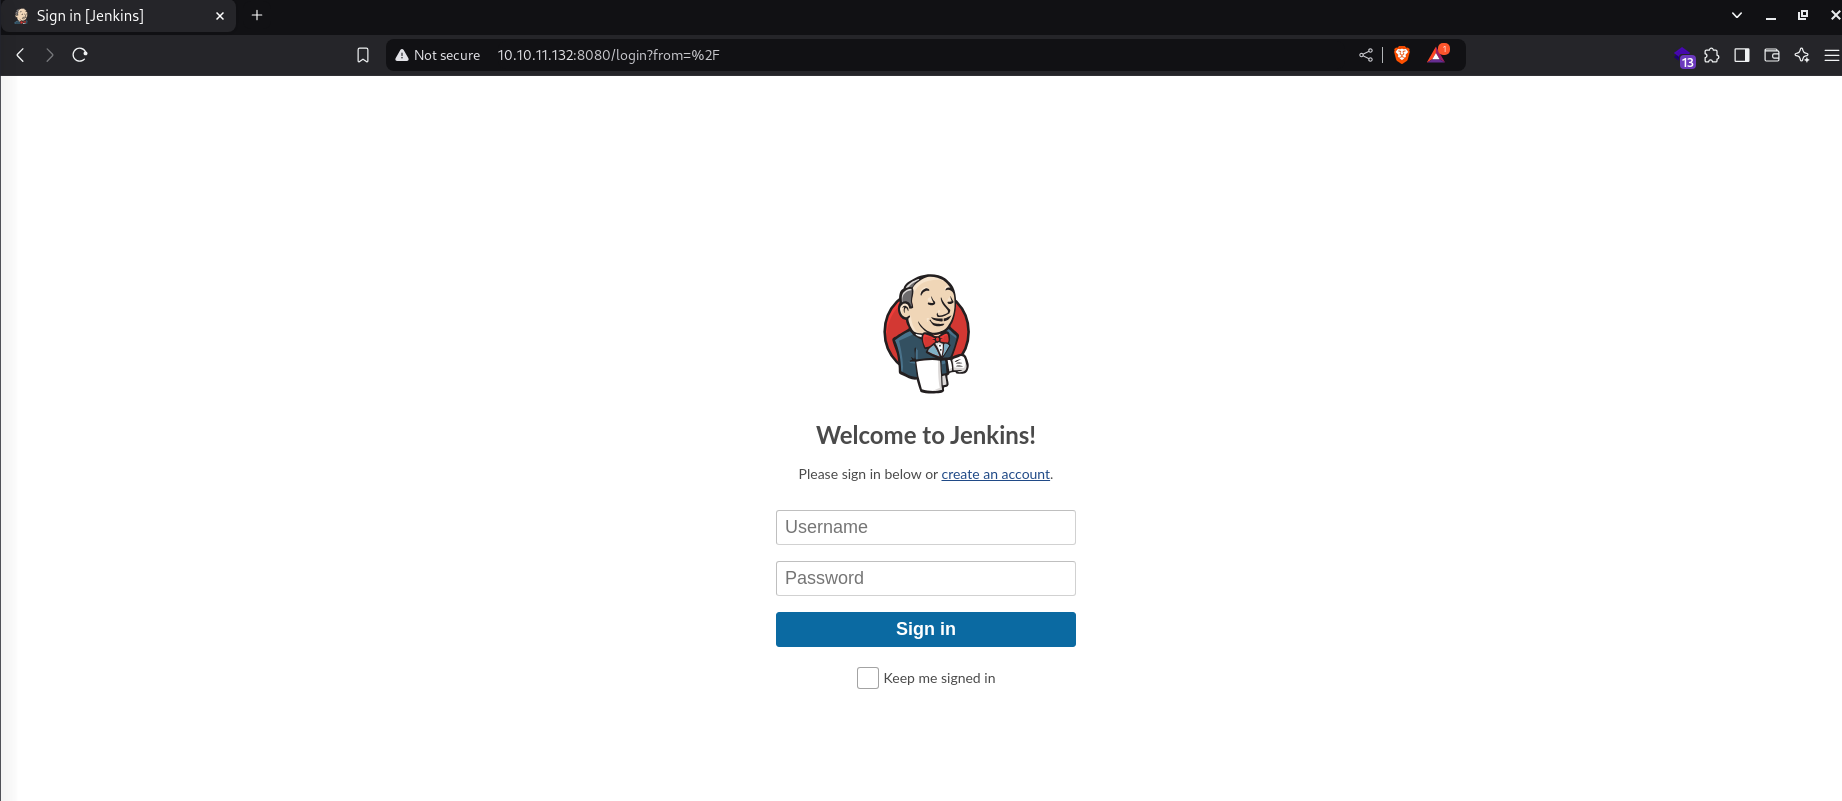 Sign in [Jenkins]
Not secure 10.10.11.132:8080/login?from=%2F
1
13
Welcome to Jenkins!
Please sign in below or create an account.
Username
Password
Sign in
Keep me signed in